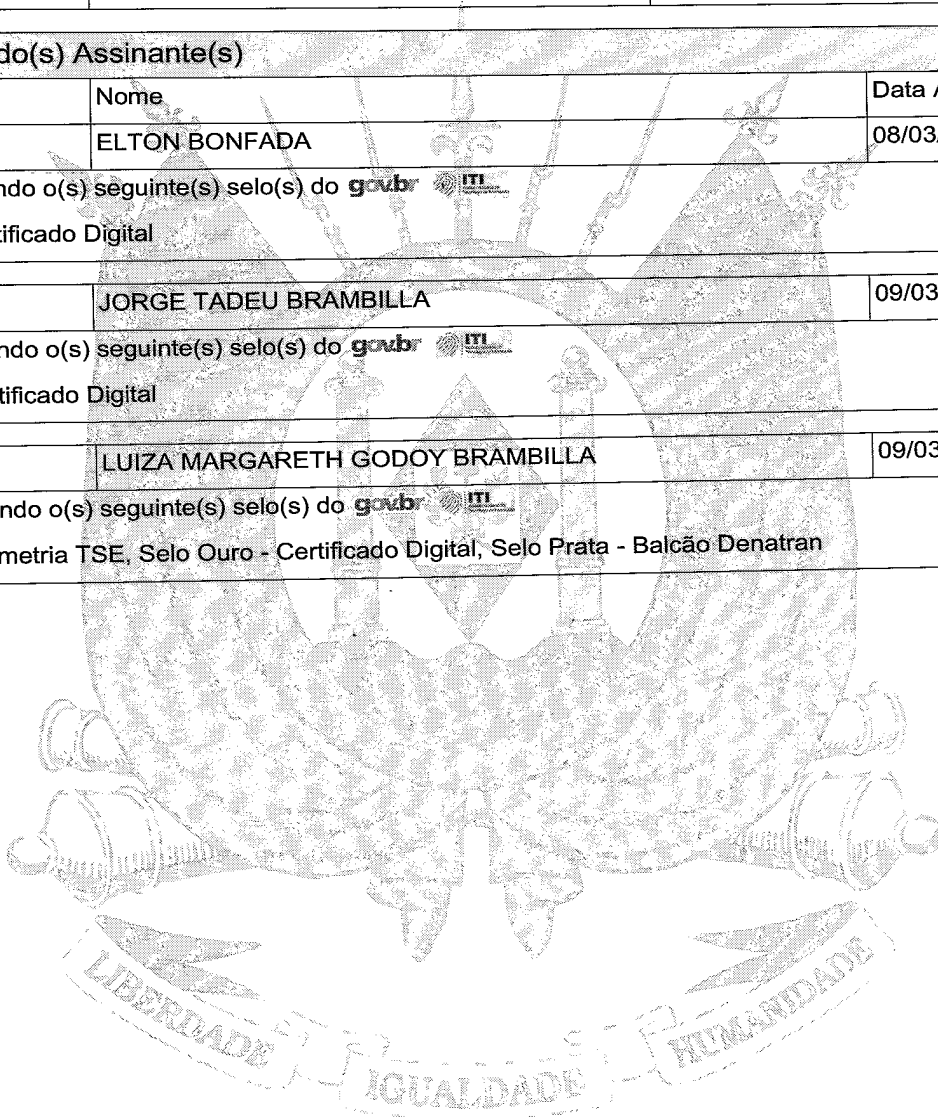 do(s) Assinante(s)
Nome Data A
ELTON BONFADA 08/03/
ndo o(s) seguinte(s) selo(s) do gov.br ITI
tificado Digital
JORGE TADEU BRAMBILLA 09/03
ndo o(s) seguinte(s) selo(s) do gov.br ITI
tificado Digital
LUIZA MARGARETH GODOY BRAMBILLA 09/03
ndo o(s) seguinte(s) selo(s) do gov.br ITI
metria TSE, Selo Ouro - Certificado Digital, Selo Prata - Balcão Denatran
LIBERDADE IGUALDADE HUMANIDADE